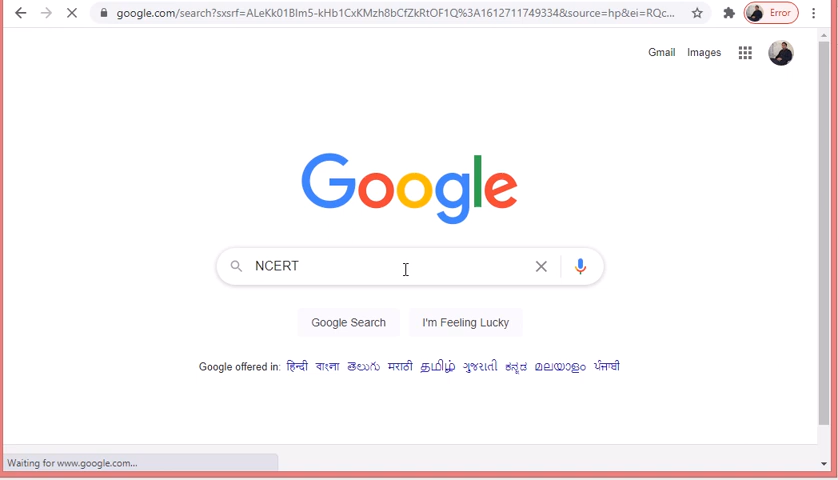 google.com/search?sxsrf=ALeKk01Blm5-kHb1CxKMzh8bCfZkRtOF1Q%3A1612711749334&source=hp&ei=RQc...
Error
Gmail Images
Google
NCERT
Google Search I'm Feeling Lucky
Google offered in: हिन्दी বাংলা తెలుగు मराठी தமிழ் ગુજરાતી ಕನ್ನಡ മലയാളം ਪੰਜਾਬੀ
Waiting for www.google.com...